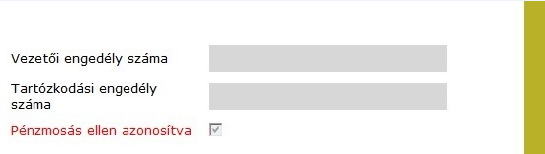 Vezetői engedély száma
Tartózkodási engedély
száma
Pénzmosás ellen azonosítva